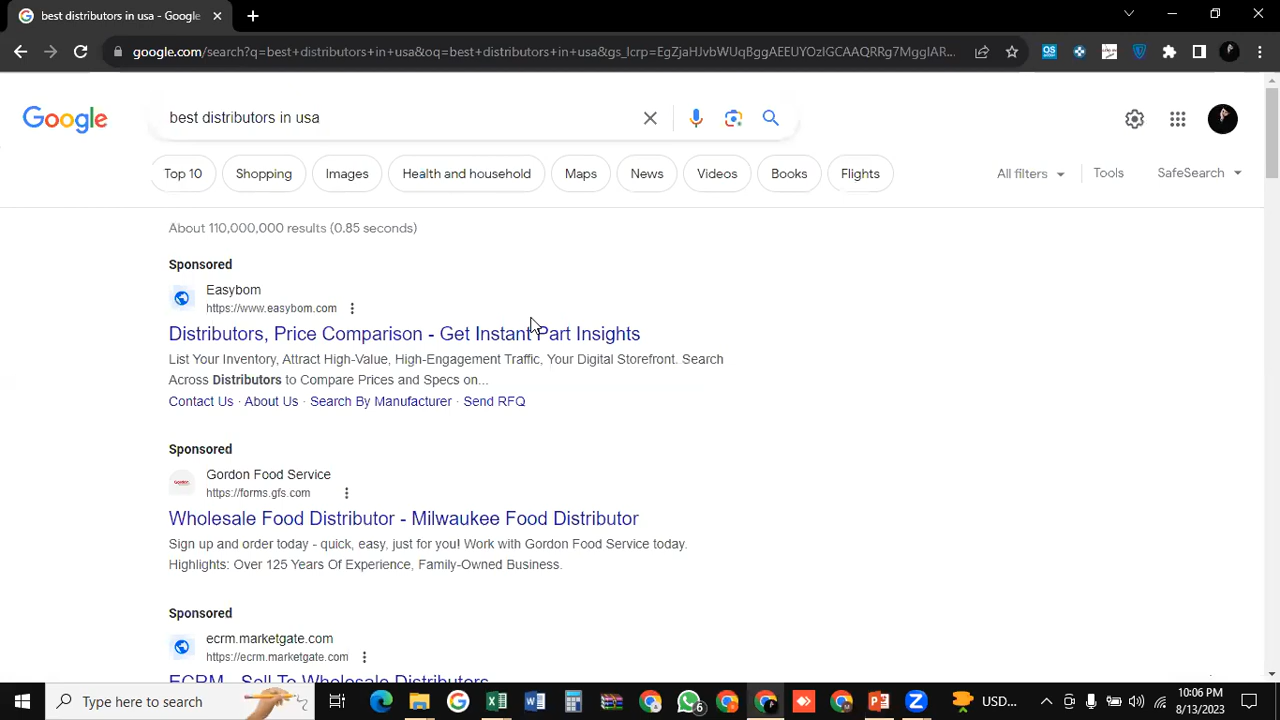 best distributors in usa - Google
google.com/search?q=best+distributors+in+usa&oq=best+distributors+in+usa&gs_lcrp=EgZjaHJvbWUqBggAEEUYOzIGCAAQRRg7MggIAR...
Google
best distributors in usa
Top 10 Shopping Images Health and household Maps News Videos Books Flights All filters Tools SafeSearch
About 110,000,000 results (0.85 seconds)
Sponsored
Easybom
https://www.easybom.com
Distributors, Price Comparison - Get Instant Part Insights
List Your Inventory, Attract High-Value, High-Engagement Traffic, Your Digital Storefront. Search
Across Distributors to Compare Prices and Specs on...
Contact Us · About Us · Search By Manufacturer · Send RFQ
Sponsored
Gordon Food Service
https://forms.gfs.com
Wholesale Food Distributor - Milwaukee Food Distributor
Sign up and order today - quick, easy, just for you! Work with Gordon Food Service today.
Highlights: Over 125 Years Of Experience, Family-Owned Business.
Sponsored
ecrm.marketgate.com
https://ecrm.marketgate.com
ECRM - Sell To Wholesale Distributors
Type here to search
6
USD...
10:06 PM
8/13/2023